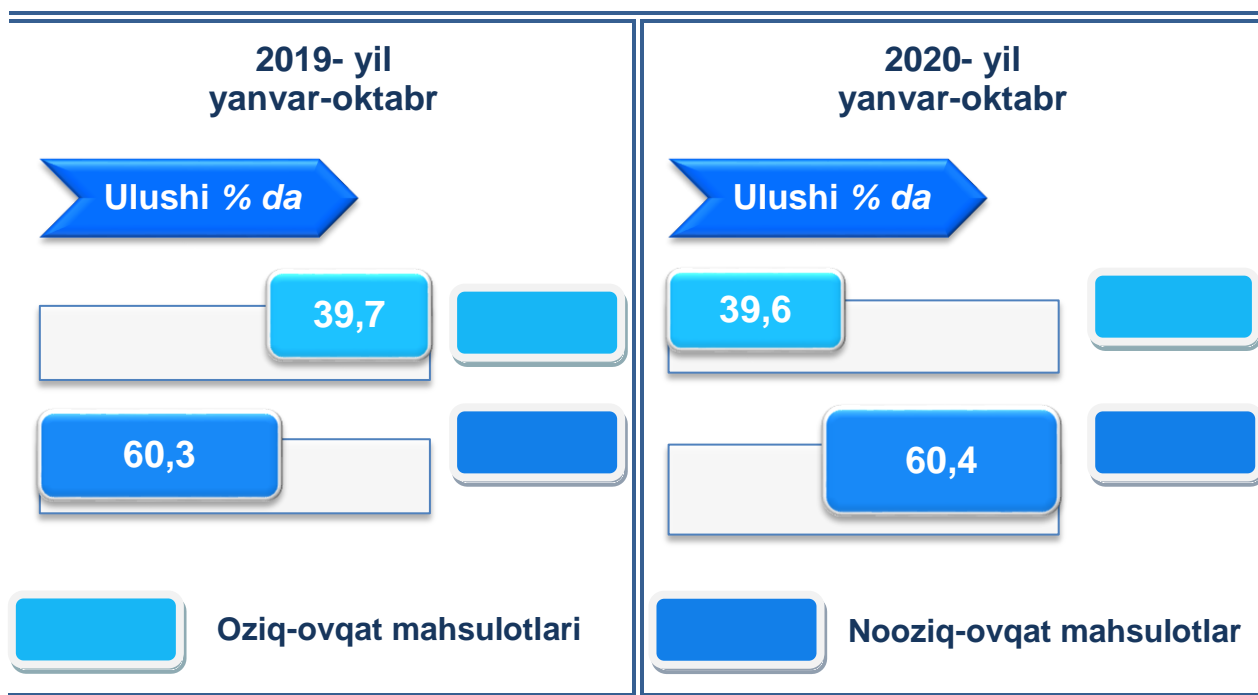 2019- yil
yanvar-oktabr
Ulushi % da
39,7
60,3
Oziq-ovqat mahsulotlari
2020- yil
yanvar-oktabr
Ulushi % da
39,6
60,4
Nooziq-ovqat mahsulotlar